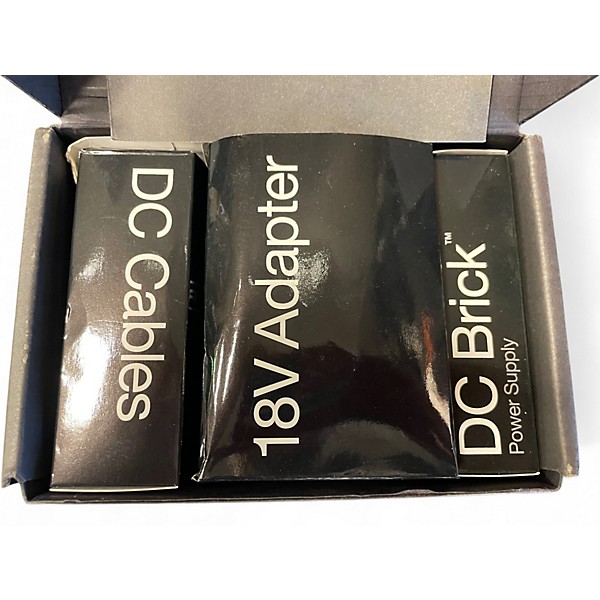 DC Cables
18V Adapter
DC Brick™
Power Supply